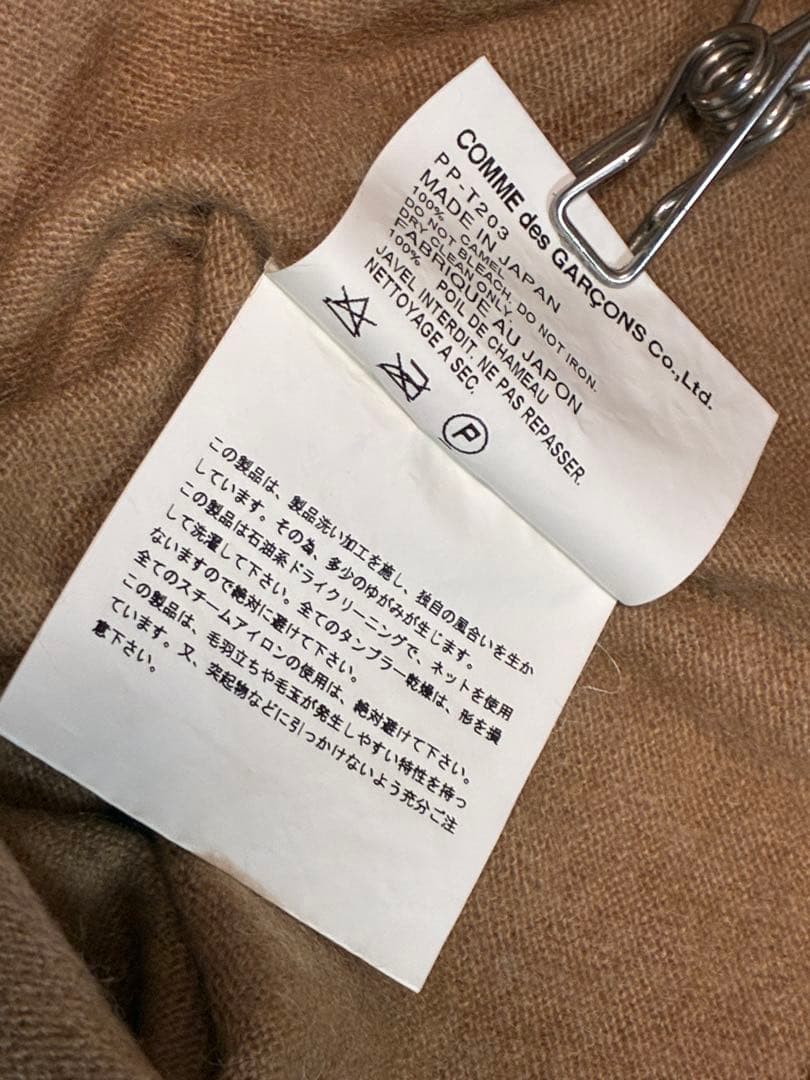 COMME des GARÇONS Co.,Ltd.
PP-T203
MADE IN JAPAN
100% CAMEL
DO NOT BLEACH, DO NOT IRON.
DRY CLEAN ONLY.
FABRIQUE AU JAPON
100% POIL DE CHAMEAU
JAVEL INTERDIT. NE PAS REPASSER.
NETTOYAGE A SEC.
P
この製品は、製品洗い加工を施し、独自の風合いを生か
しています。その為、多少のゆがみが生じます。
この製品は石油系ドライクリーニングで、ネットを使用
して洗濯して下さい。全てのタンブラー乾燥は、形を損
ないますので絶対に避けて下さい。
全てのスチームアイロンの使用は、絶対避けて下さい。
この製品は、毛羽立ちや毛玉が発生しやすい特性を持っ
ています。又、突起物などに引っかけないよう充分ご注
意下さい。